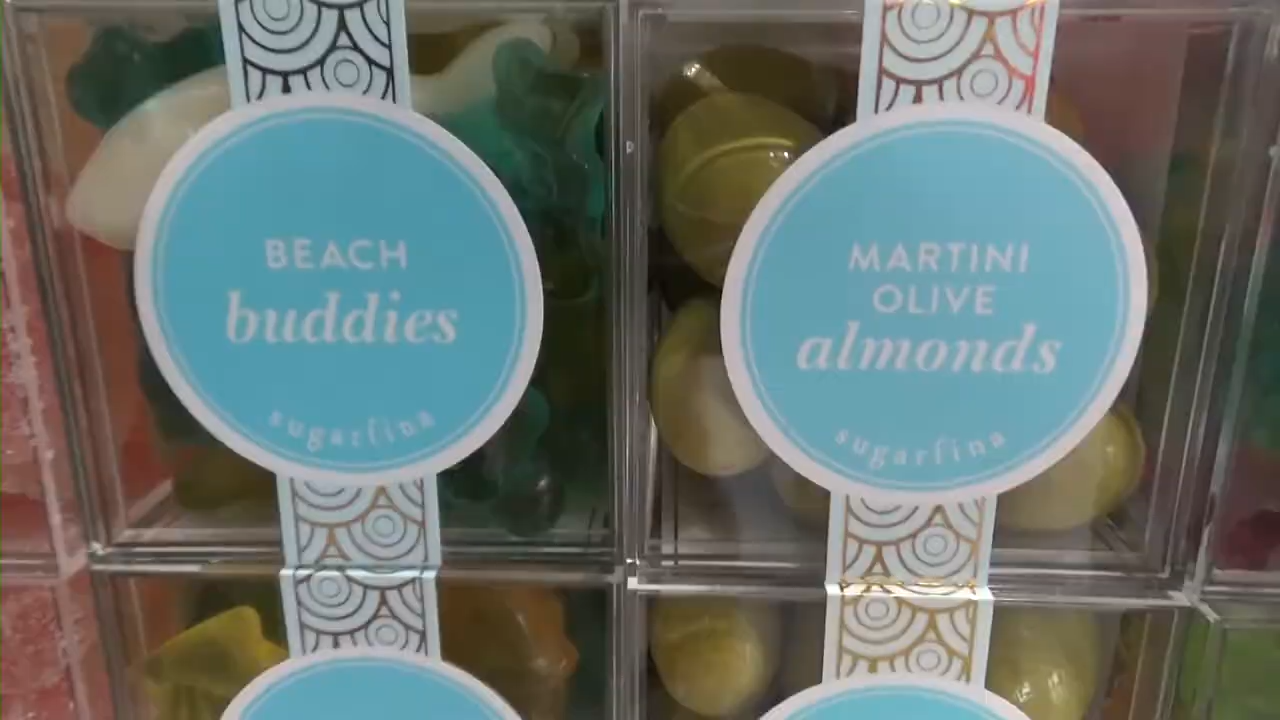 BEACH
buddies
sugarfina
MARTINI
OLIVE
almonds
sugarfina